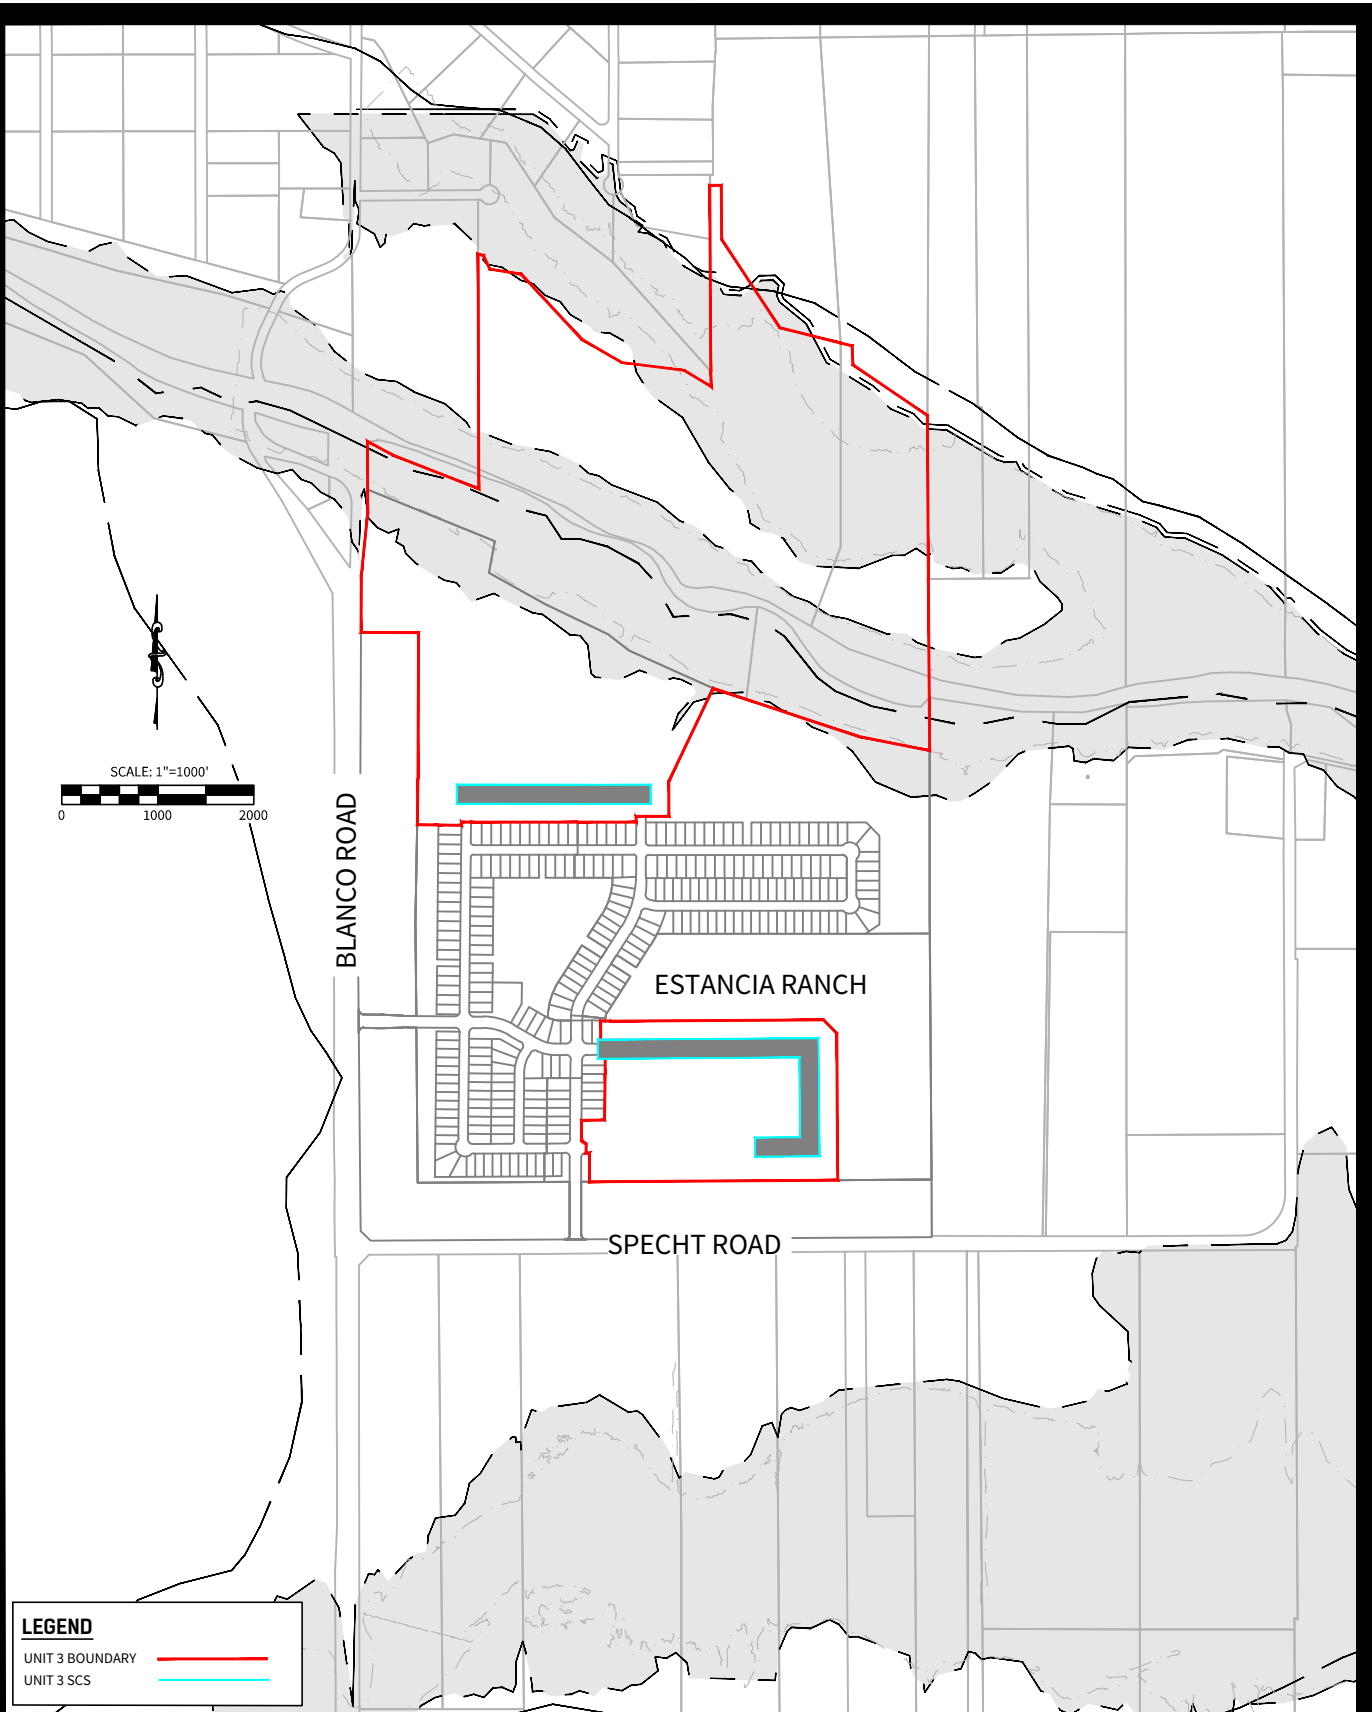 SCALE: 1"=1000'
0 1000 2000
BLANCO ROAD
ESTANCIA RANCH
SPECHT ROAD
LEGEND
UNIT 3 BOUNDARY
UNIT 3 SCS